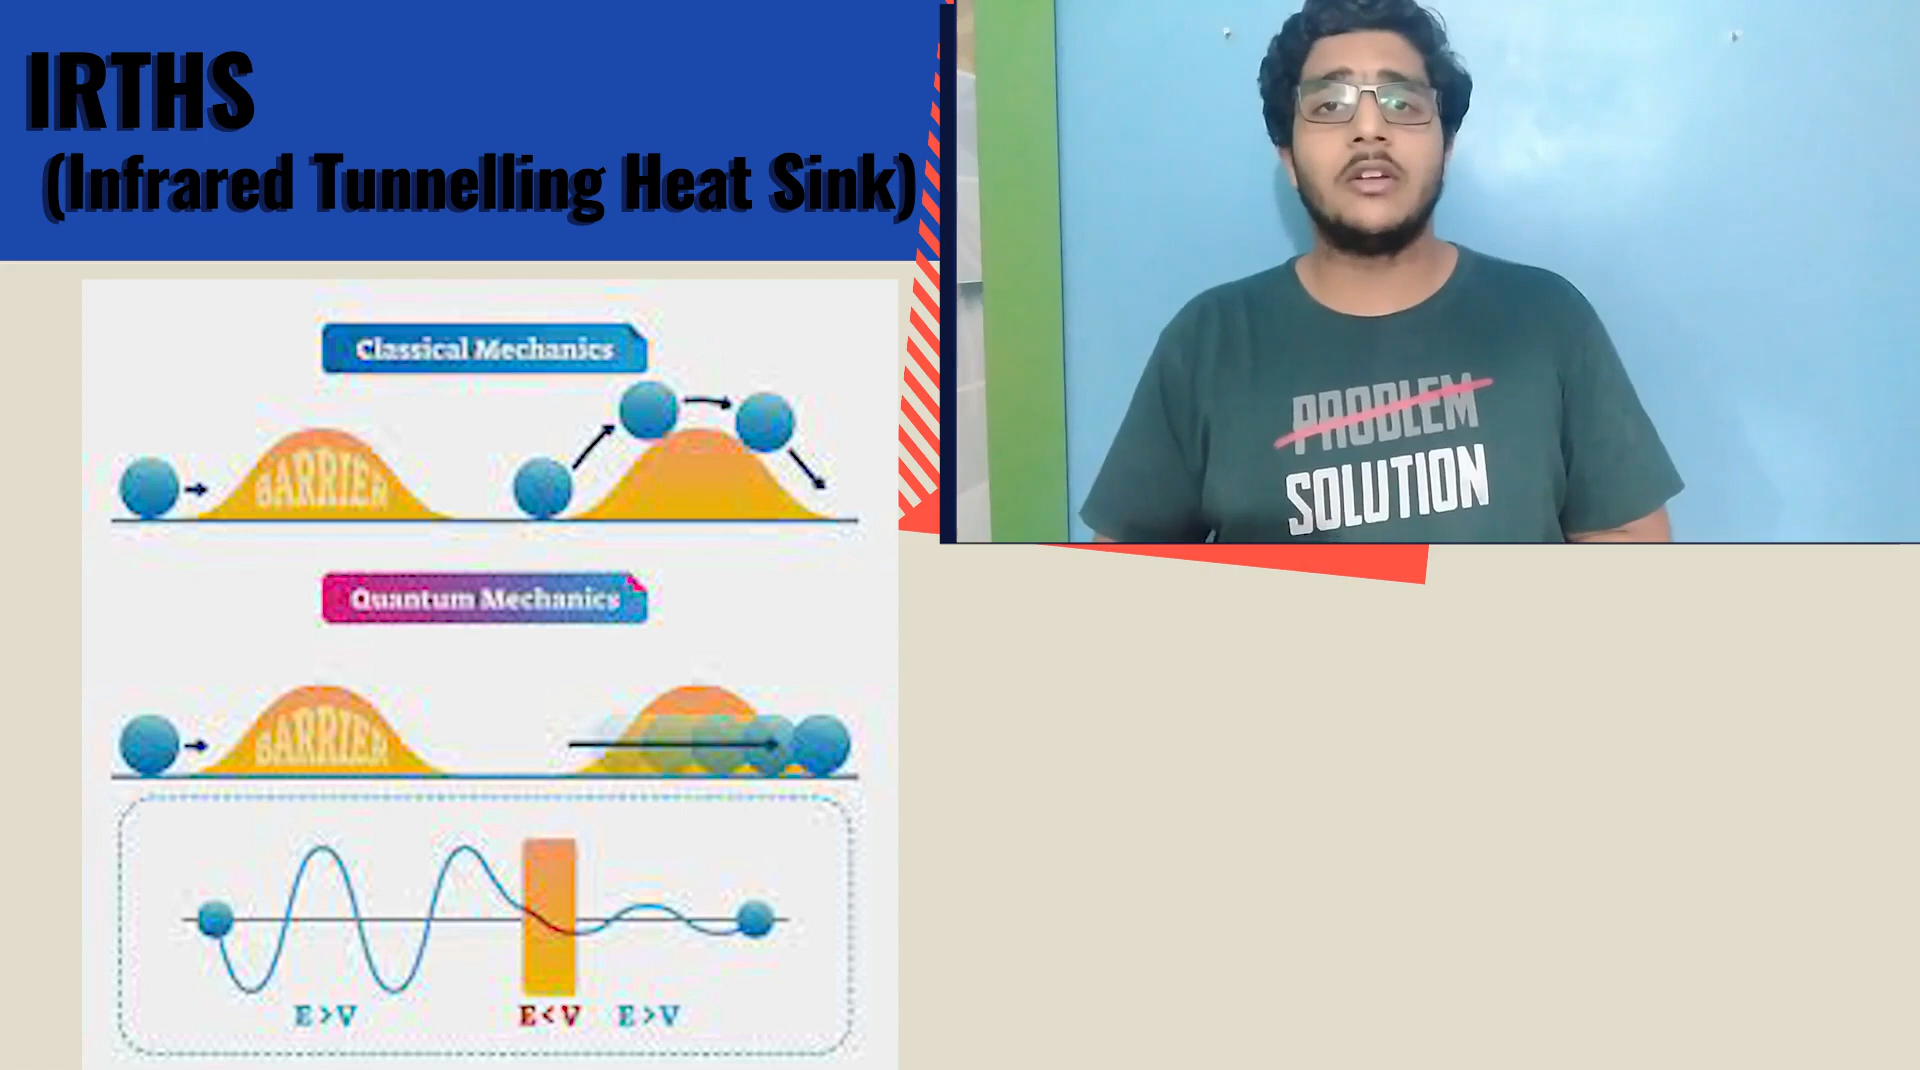 IRTHS
(Infrared Tunnelling Heat Sink)
Classical Mechanics
BARRIER
Quantum Mechanics
BARRIER
E > V
E < V
E > V
PROBLEM
SOLUTION